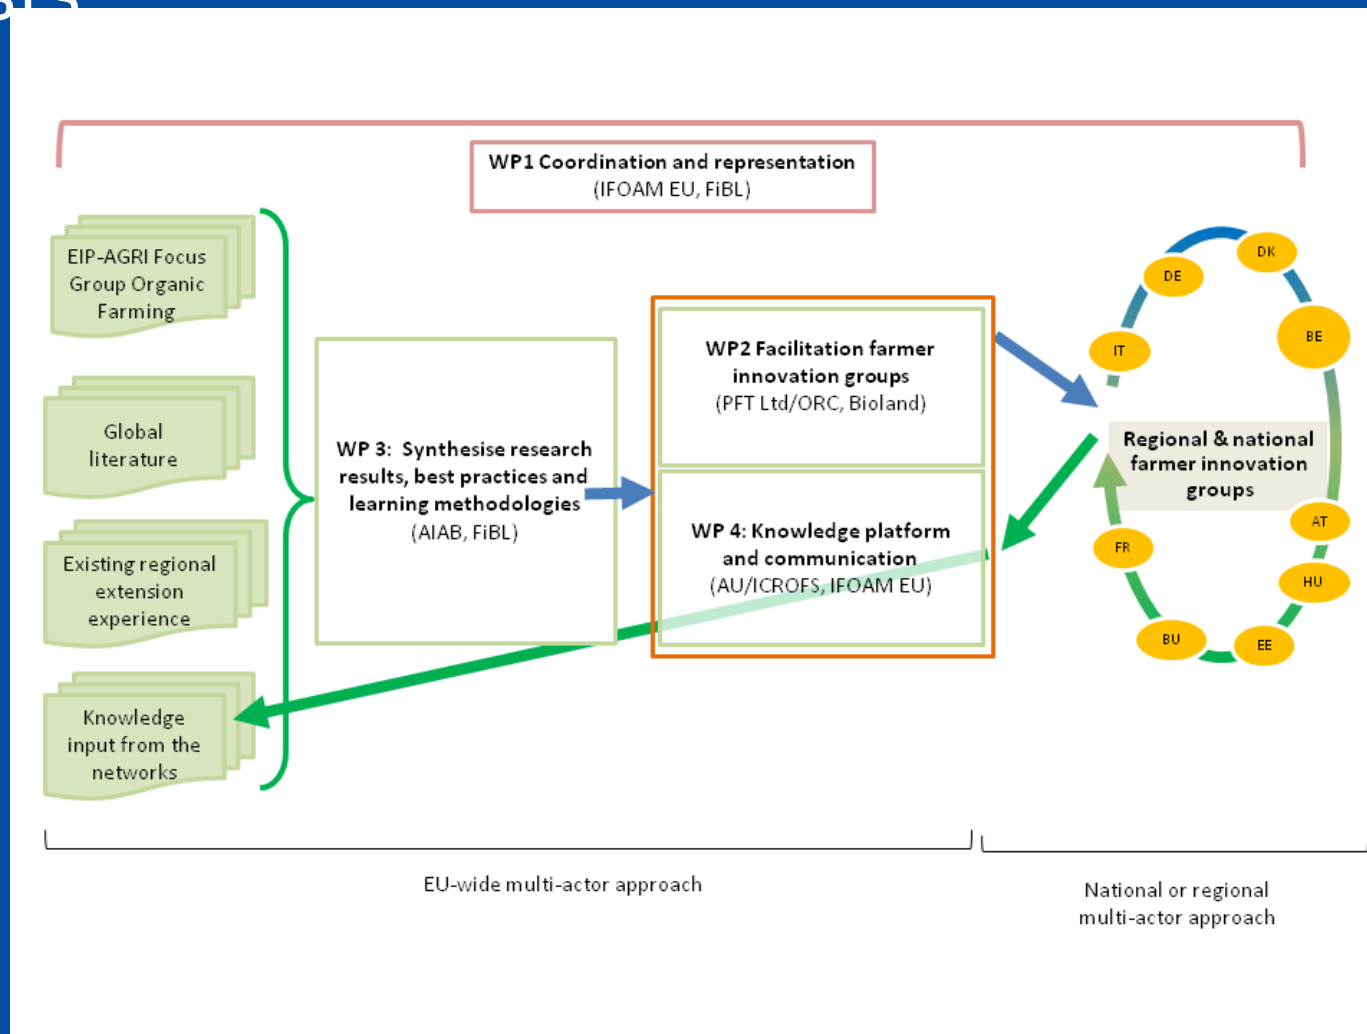 WP1 Coordination and representation
(IFOAM EU, FiBL)
EIP-AGRI Focus
Group Organic
Farming
Global
literature
Existing regional
extension
experience
Knowledge
input from the
networks
WP 3:  Synthesise research
results, best practices and
learning methodologies
(AIAB, FiBL)
WP2 Facilitation farmer
innovation groups
(PFT Ltd/ORC, Bioland)
WP 4: Knowledge platform
and communication
(AU/ICROFS, IFOAM EU)
DK
DE
BE
IT
Regional & national
farmer innovation
groups
AT
FR
HU
BU
EE
EU-wide multi-actor approach
National or regional
multi-actor approach